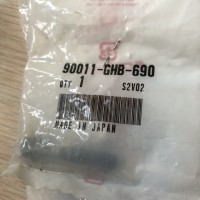 90011-GHB-690
QTY 1 S2V02
MADE IN JAPAN